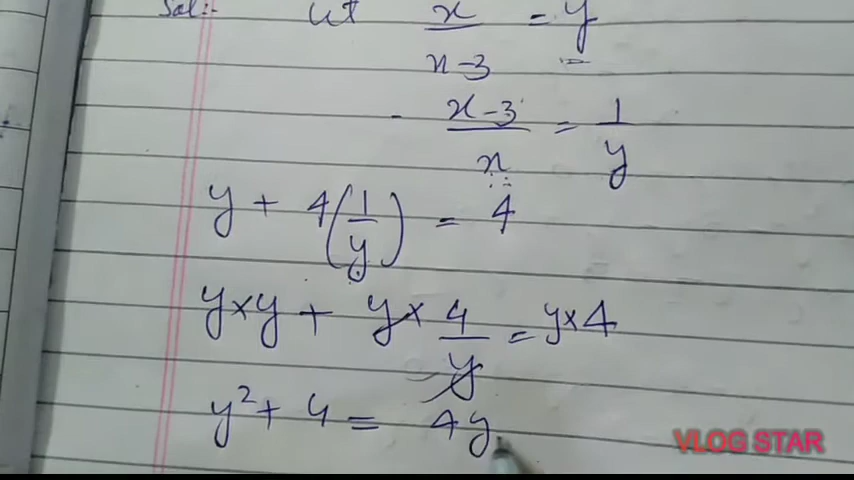 Sol:- Let x/(x-3) = y
(x-3)/x = 1/y
y + 4(1/y) = 4
y×y + y× 4/y = y×4
y² + 4 = 4y
VLOG STAR